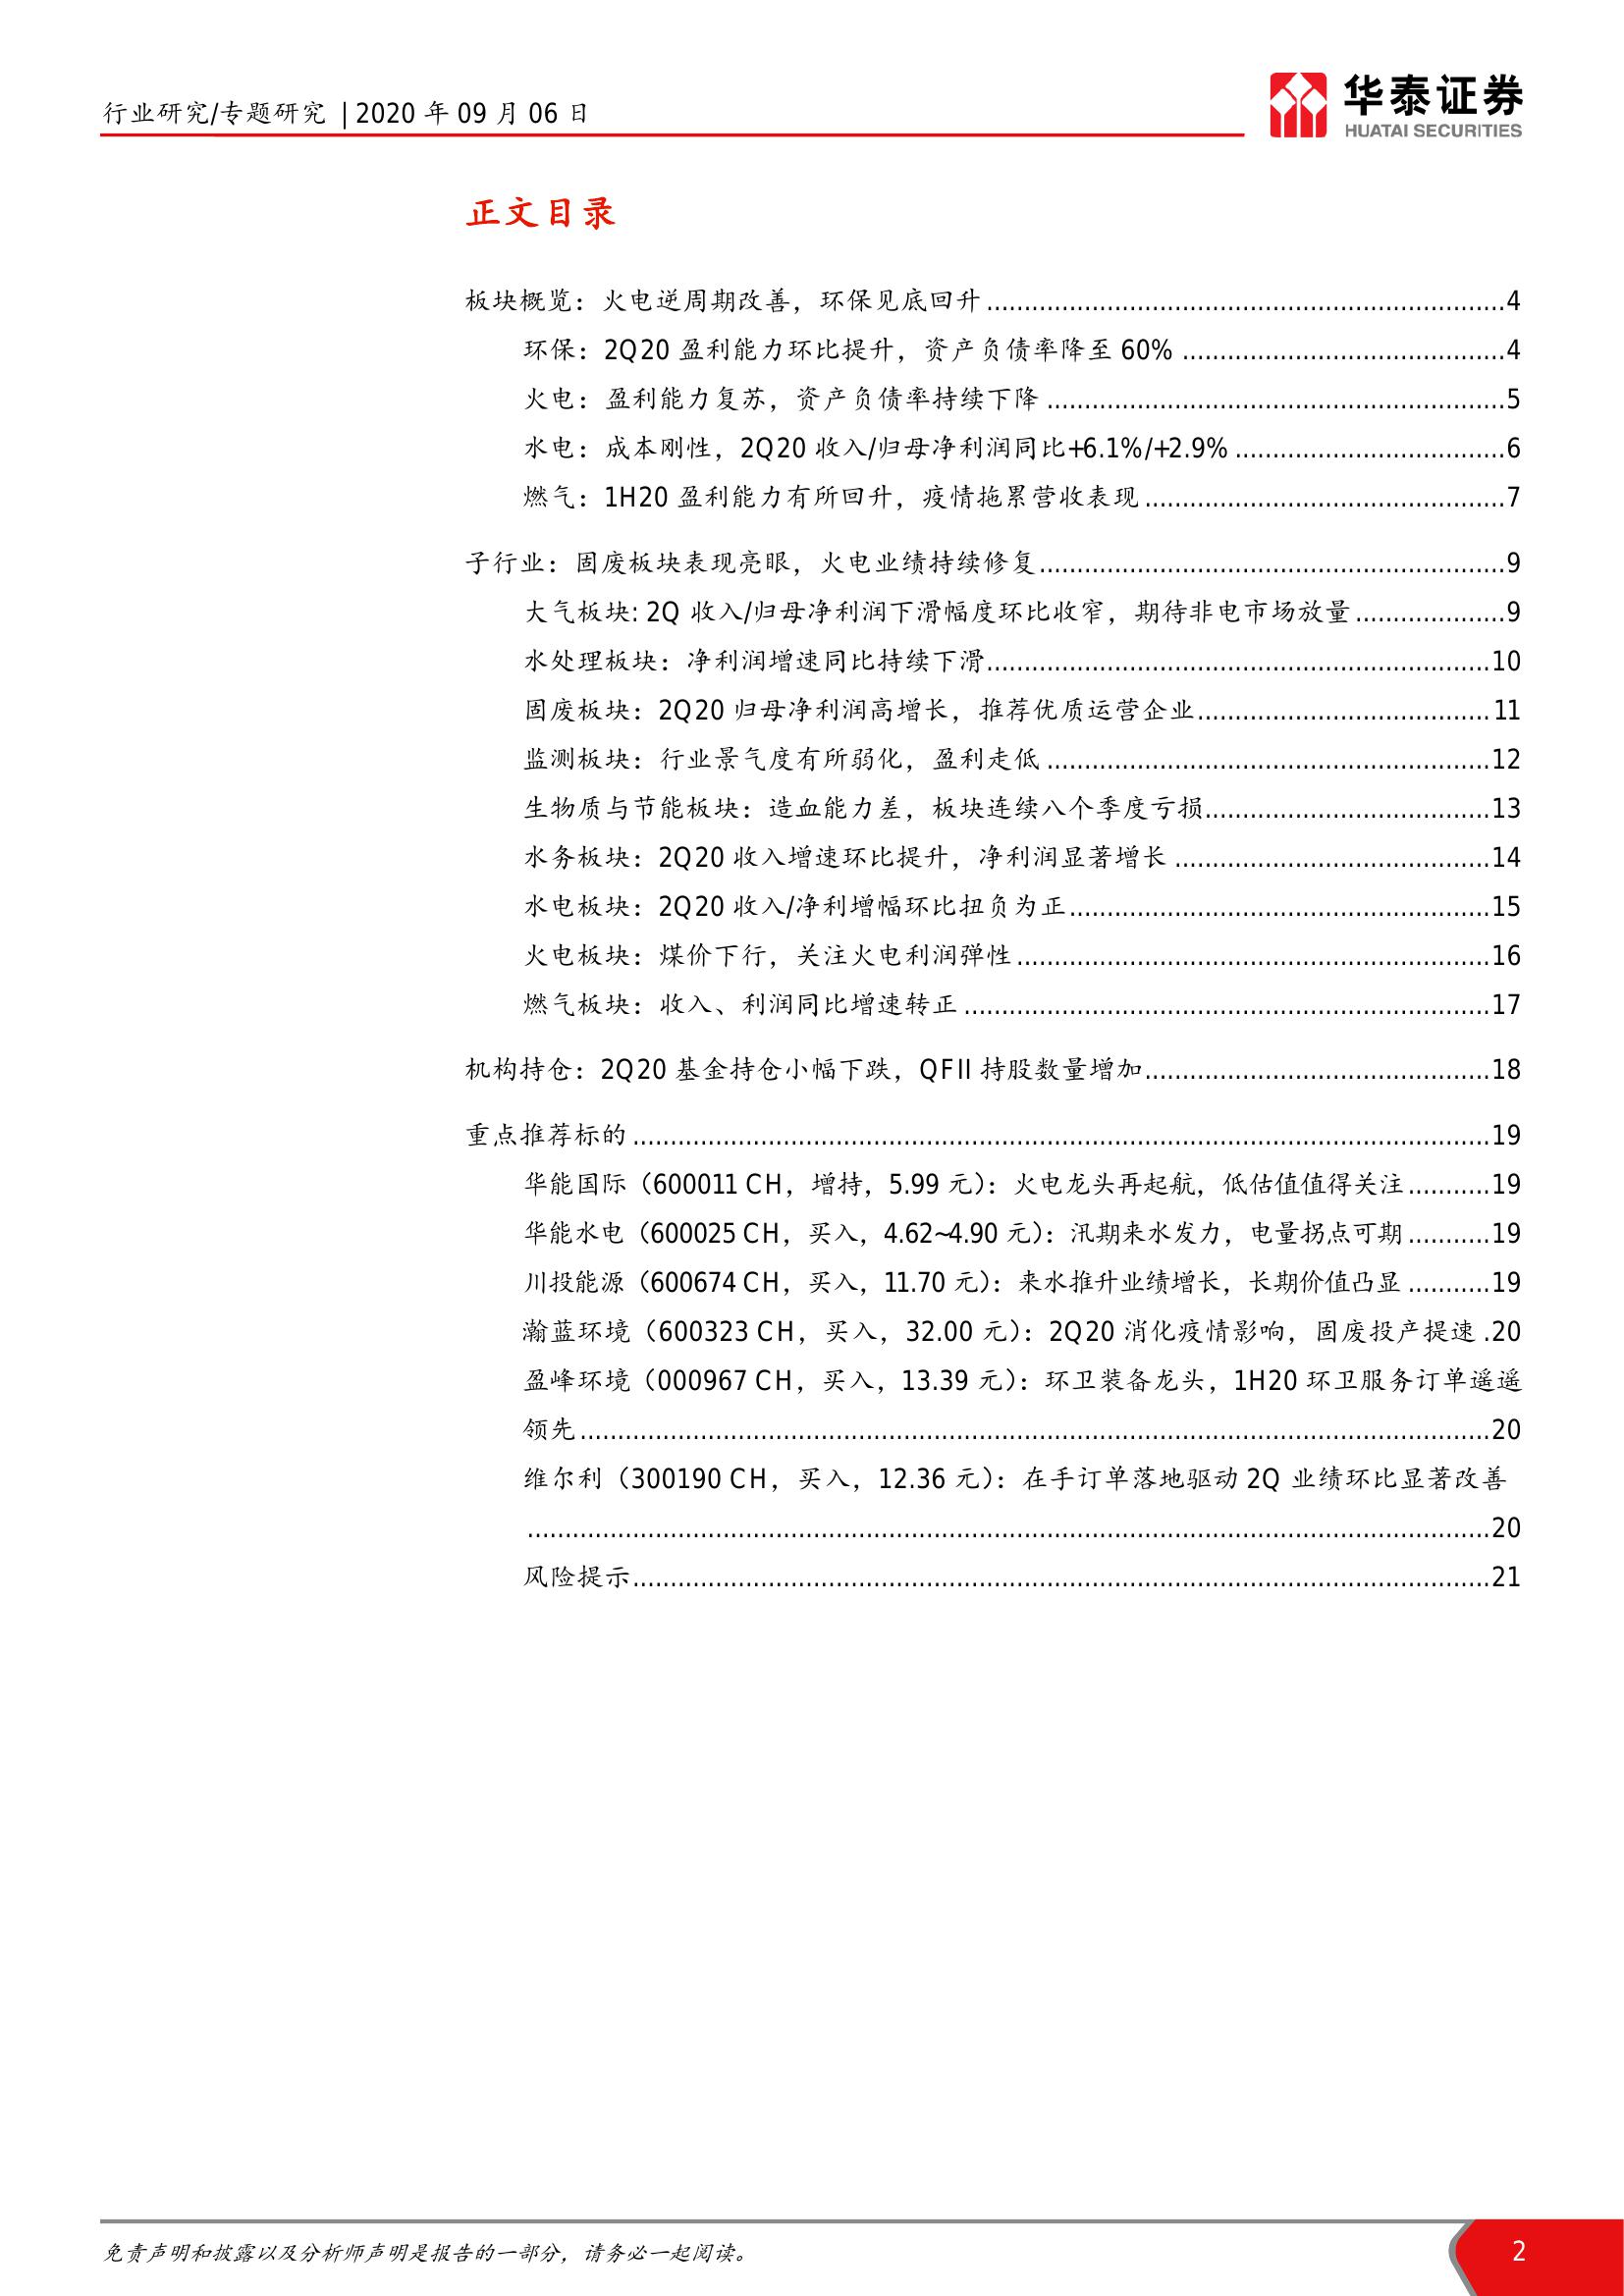 行业研究/专题研究 | 2020 年 09 月 06 日
华泰证券
HUATAI SECURITIES
正文目录
板块概览：火电逆周期改善，环保见底回升....................4
环保：2Q20 盈利能力环比提升，资产负债率降至 60%....................4
火电：盈利能力复苏，资产负债率持续下降....................5
水电：成本刚性，2Q20 收入/归母净利润同比+6.1%/+2.9%....................6
燃气：1H20 盈利能力有所回升，疫情拖累营收表现....................7
子行业：固废板块表现亮眼，火电业绩持续修复....................9
大气板块: 2Q 收入/归母净利润下滑幅度环比收窄，期待非电市场放量....................9
水处理板块：净利润增速同比持续下滑....................10
固废板块：2Q20 归母净利润高增长，推荐优质运营企业....................11
监测板块：行业景气度有所弱化，盈利走低....................12
生物质与节能板块：造血能力差，板块连续八个季度亏损....................13
水务板块：2Q20 收入增速环比提升，净利润显著增长....................14
水电板块：2Q20 收入/净利增幅环比扭负为正....................15
火电板块：煤价下行，关注火电利润弹性....................16
燃气板块：收入、利润同比增速转正....................17
机构持仓：2Q20 基金持仓小幅下跌，QFII 持股数量增加....................18
重点推荐标的....................19
华能国际（600011 CH，增持，5.99 元）：火电龙头再起航，低估值值得关注...........19
华能水电（600025 CH，买入，4.62~4.90 元）：汛期来水发力，电量拐点可期...........19
川投能源（600674 CH，买入，11.70 元）：来水推升业绩增长，长期价值凸显...........19
瀚蓝环境（600323 CH，买入，32.00 元）：2Q20 消化疫情影响，固废投产提速 .20
盈峰环境（000967 CH，买入，13.39 元）：环卫装备龙头，1H20 环卫服务订单遥遥
领先....................20
维尔利（300190 CH，买入，12.36 元）：在手订单落地驱动 2Q 业绩环比显著改善
....................20
风险提示....................21
免责声明和披露以及分析师声明是报告的一部分，请务必一起阅读。
2